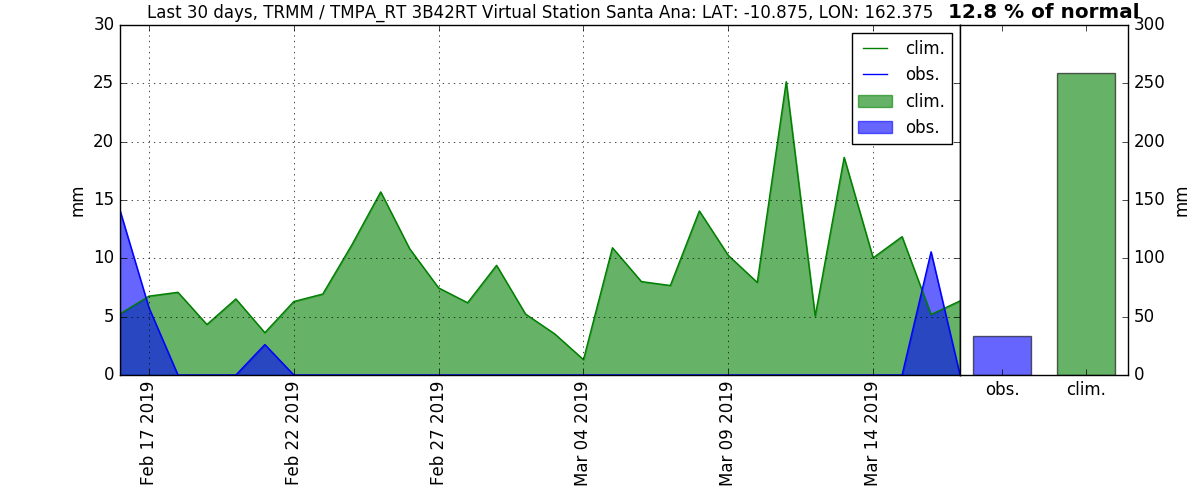 Last 30 days, TRMM / TMPA_RT 3B42RT Virtual Station Santa Ana: LAT: -10.875, LON: 162.375 12.8 % of normal
30
25
20
15
10
5
0
mm
clim.
obs.
clim.
obs.
300
250
200
150
100
50
0
mm
obs. clim.
Feb 17 2019
Feb 22 2019
Feb 27 2019
Mar 04 2019
Mar 09 2019
Mar 14 2019